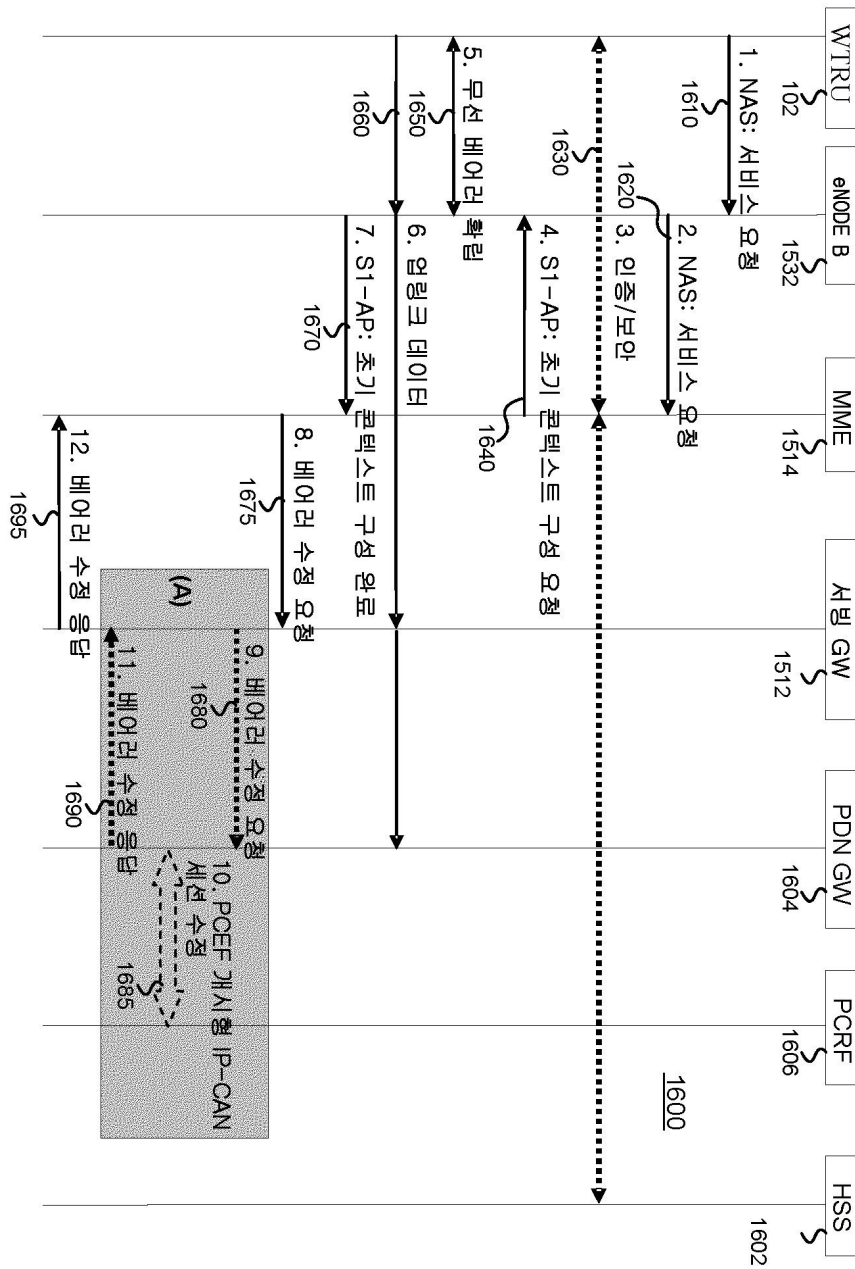 WTRU
102
eNODE B
1532
MME
1514
서빙 GW
1512
PDN GW
1604
PCRF
1606
HSS
1602
1600
1. NAS: 서비스 요청
1610
1620
2. NAS: 서비스 요청
3. 인증/보안
1630
4. S1-AP: 초기 콘텍스트 구성 요청
1640
5. 무선 베어러 확립
1650
6. 업링크 데이터
1660
7. S1-AP: 초기 콘텍스트 구성 완료
1670
8. 베어러 수정 요청
1675
9. 베어러 수정 요청
1680
10. PCEF 개시형 IP-CAN
세션 수정
1685
(A)
11. 베어러 수정 응답
1690
12. 베어러 수정 응답
1695